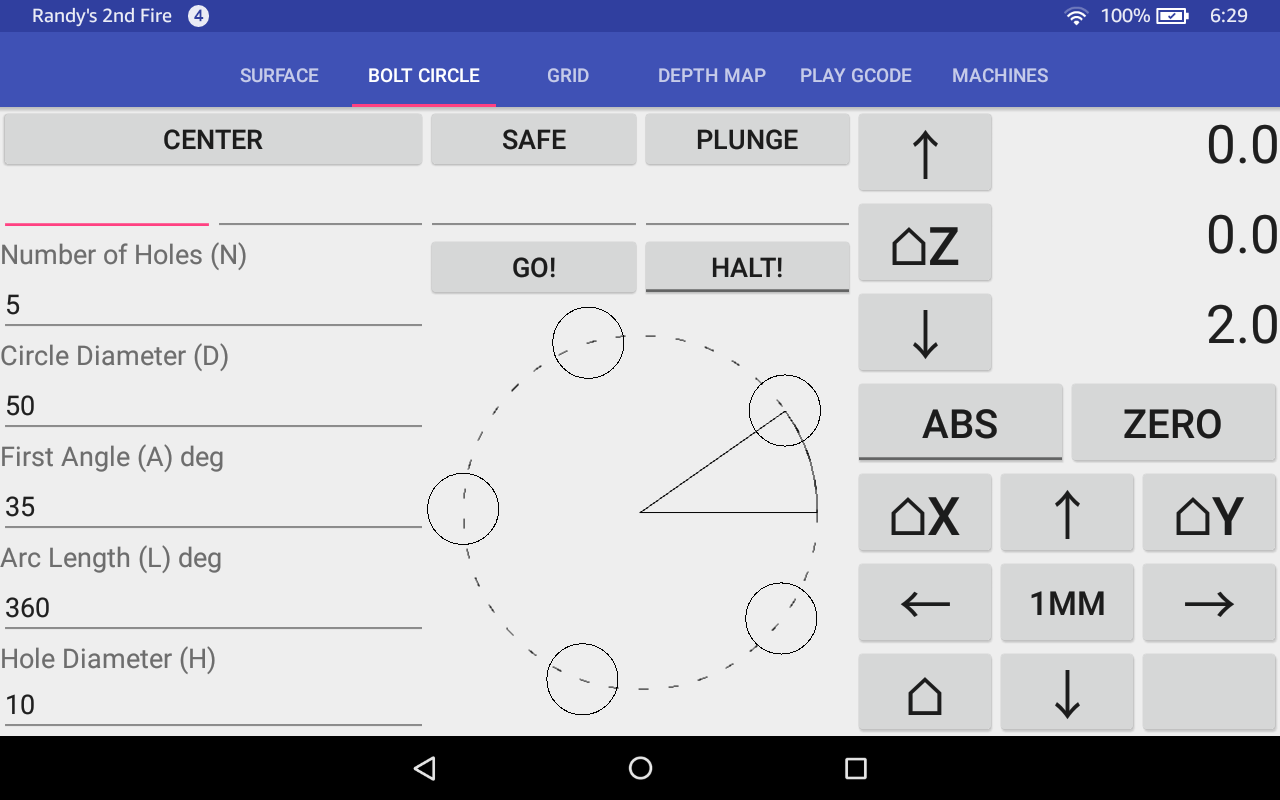 Randy's 2nd Fire 4 100% 6:29
SURFACE BOLT CIRCLE GRID DEPTH MAP PLAY GCODE MACHINES
CENTER SAFE PLUNGE ↑ 0.0
Number of Holes (N)
⌂Z 0.0
5
GO! HALT!
Circle Diameter (D)
↓ 2.0
50
ABS ZERO
First Angle (A) deg
35
⌂X ↑ ⌂Y
Arc Length (L) deg
360
← 1MM →
Hole Diameter (H)
10
⌂ ↓